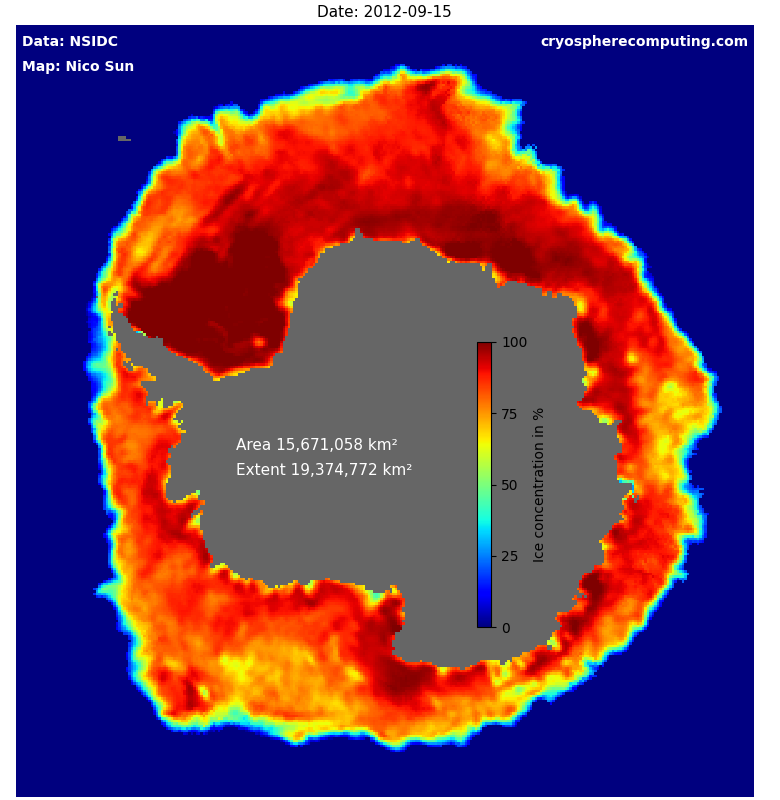 Date: 2012-09-15
Data: NSIDC
cryospherecomputing.com
Map: Nico Sun
Area 15,671,058 km²
Extent 19,374,772 km²
100
75
50
25
0
Ice concentration in %